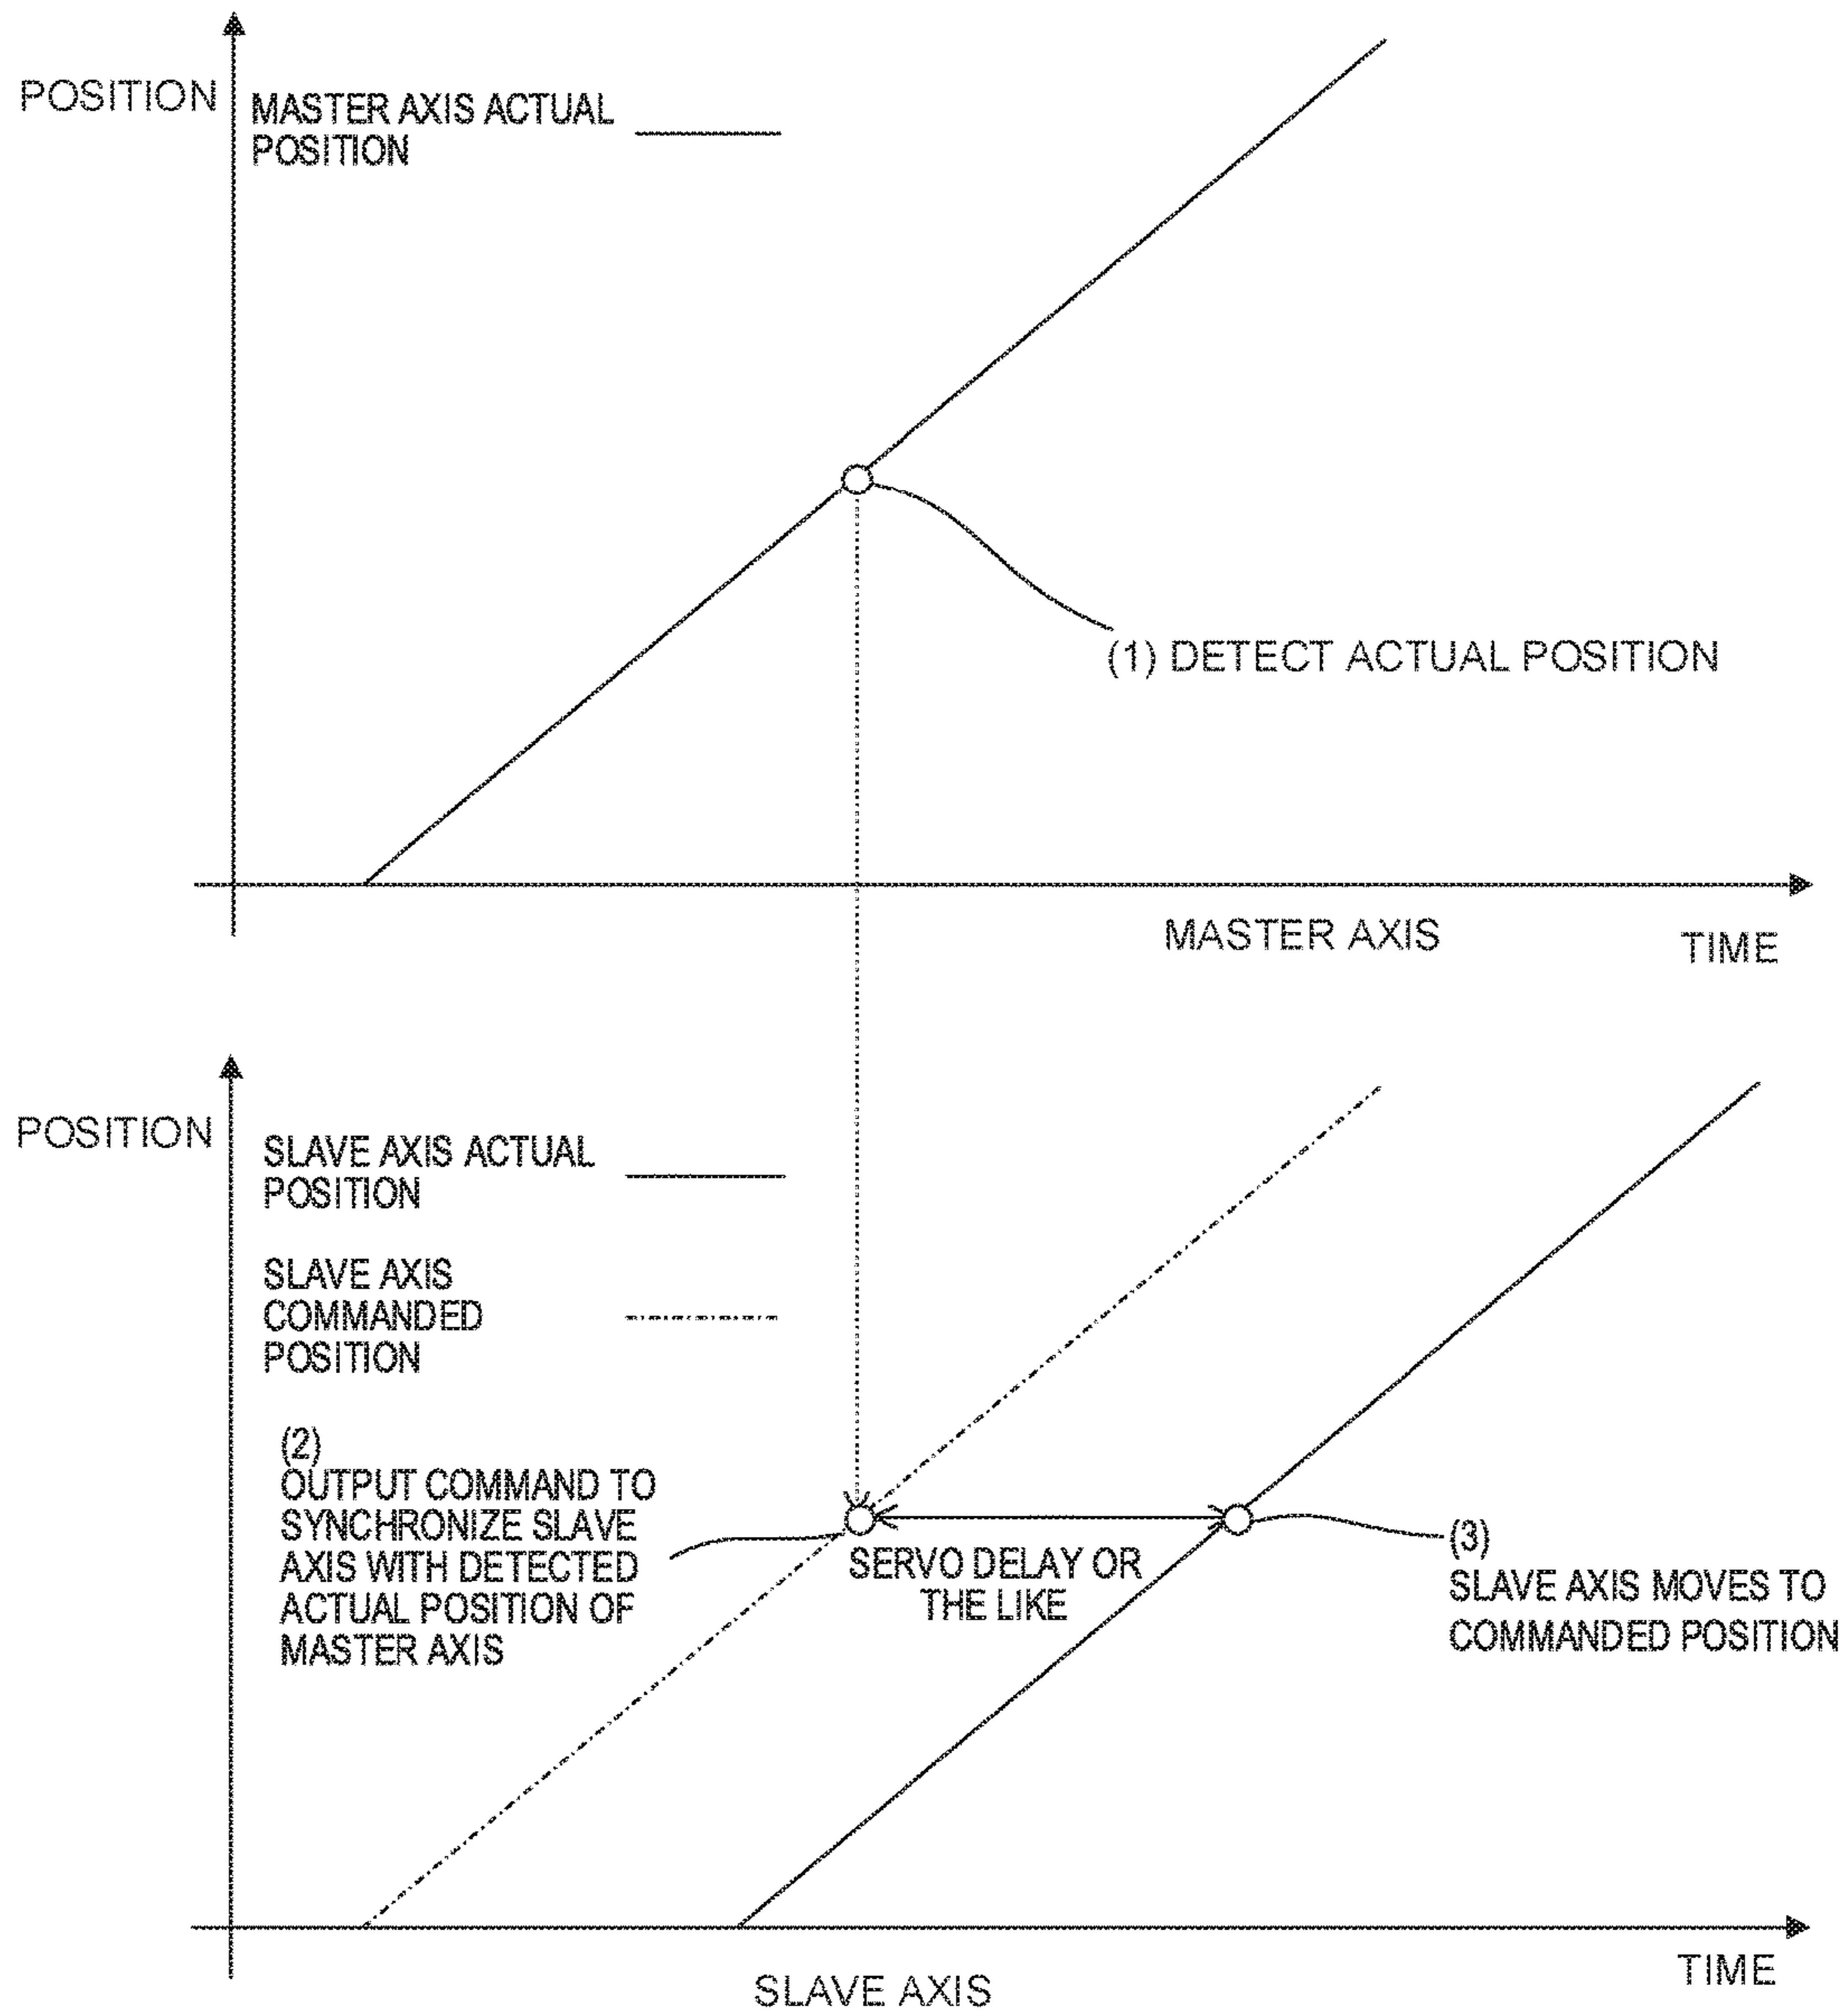 POSITION
MASTER AXIS ACTUAL
POSITION
(1) DETECT ACTUAL POSITION
MASTER AXIS
TIME
POSITION
SLAVE AXIS ACTUAL
POSITION
SLAVE AXIS
COMMANDED
POSITION
(2)
OUTPUT COMMAND TO
SYNCHRONIZE SLAVE
AXIS WITH DETECTED
ACTUAL POSITION OF
MASTER AXIS
SERVO DELAY OR
THE LIKE
(3)
SLAVE AXIS MOVES TO
COMMANDED POSITION
TIME
SLAVE AXIS